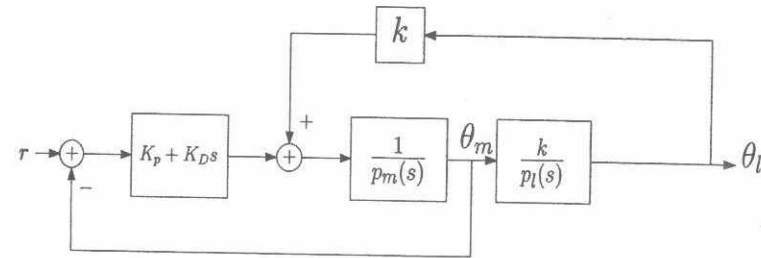 k
+
r
+
−
K_p + K_D s
+
1
p_m(s)
θ_m
k
p_l(s)
θ_l